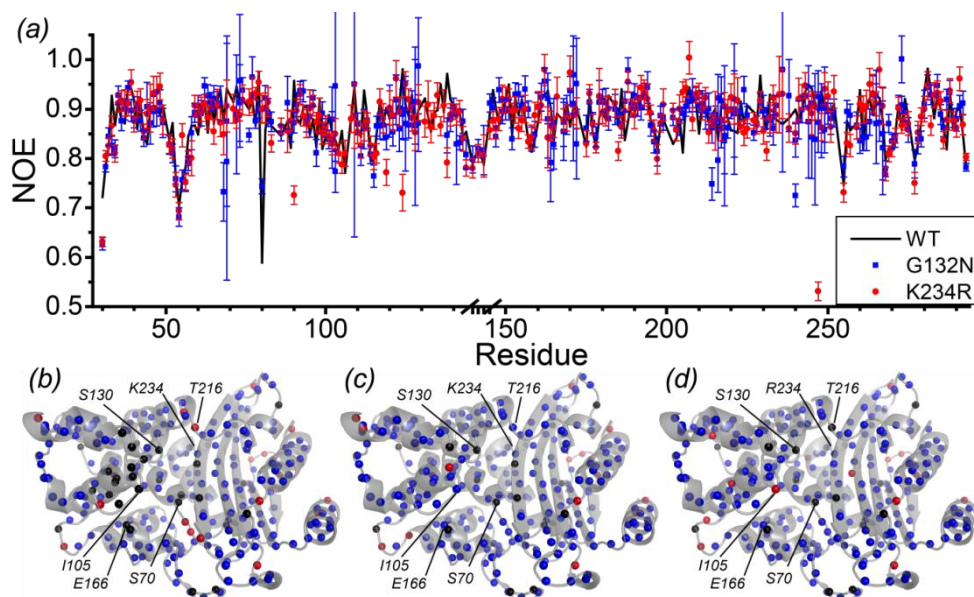 (a)
NOE
1.0
0.9
0.8
0.7
0.6
0.5
WT
G132N
K234R
50
100
150
200
250
Residue
(b)
S130
K234
T216
I105
E166
S70
(c)
S130
K234
T216
I105
E166
S70
(d)
S130
R234
T216
I105
E166
S70